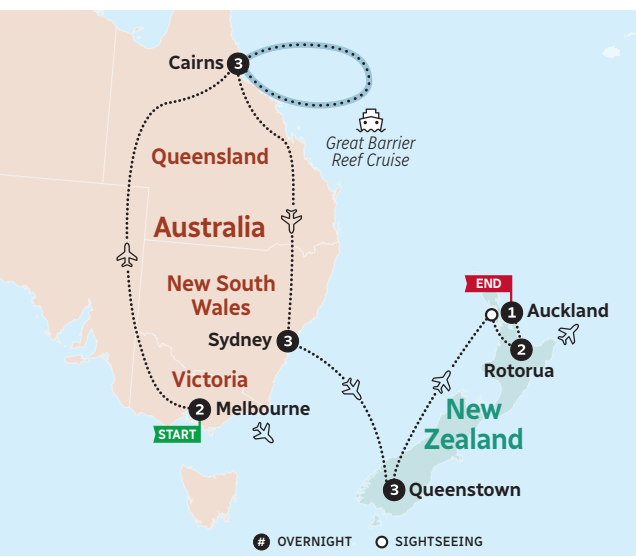 Cairns 3
Great Barrier
Reef Cruise
Queensland
Australia
New South
Wales
END
1 Auckland
Sydney 3
2
Rotorua
Victoria
2 Melbourne
START
New
Zealand
3 Queenstown
# OVERNIGHT SIGHTSEEING